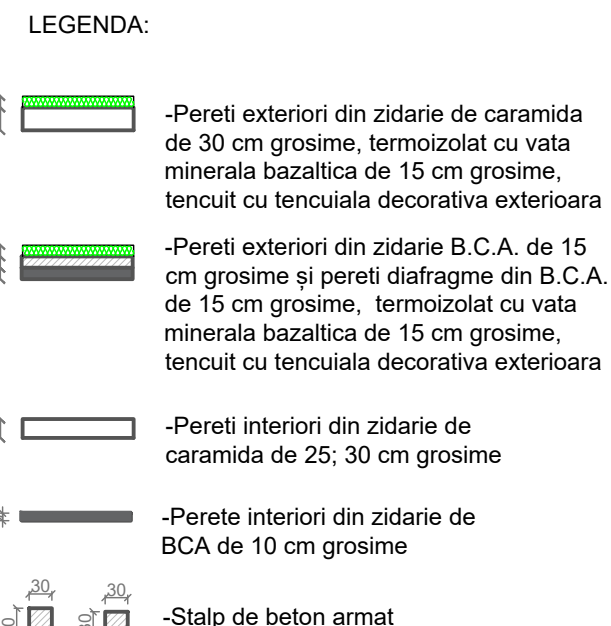 LEGENDA:
-Pereti exteriori din zidarie de caramida
de 30 cm grosime, termoizolat cu vata
minerala bazaltica de 15 cm grosime,
tencuit cu tencuiala decorativa exterioara
-Pereti exteriori din zidarie B.C.A. de 15
cm grosime și pereti diafragme din B.C.A.
de 15 cm grosime, termoizolat cu vata
minerala bazaltica de 15 cm grosime,
tencuit cu tencuiala decorativa exterioara
-Pereti interiori din zidarie de
caramida de 25; 30 cm grosime
-Perete interiori din zidarie de
BCA de 10 cm grosime
30 30
-Stalp de beton armat